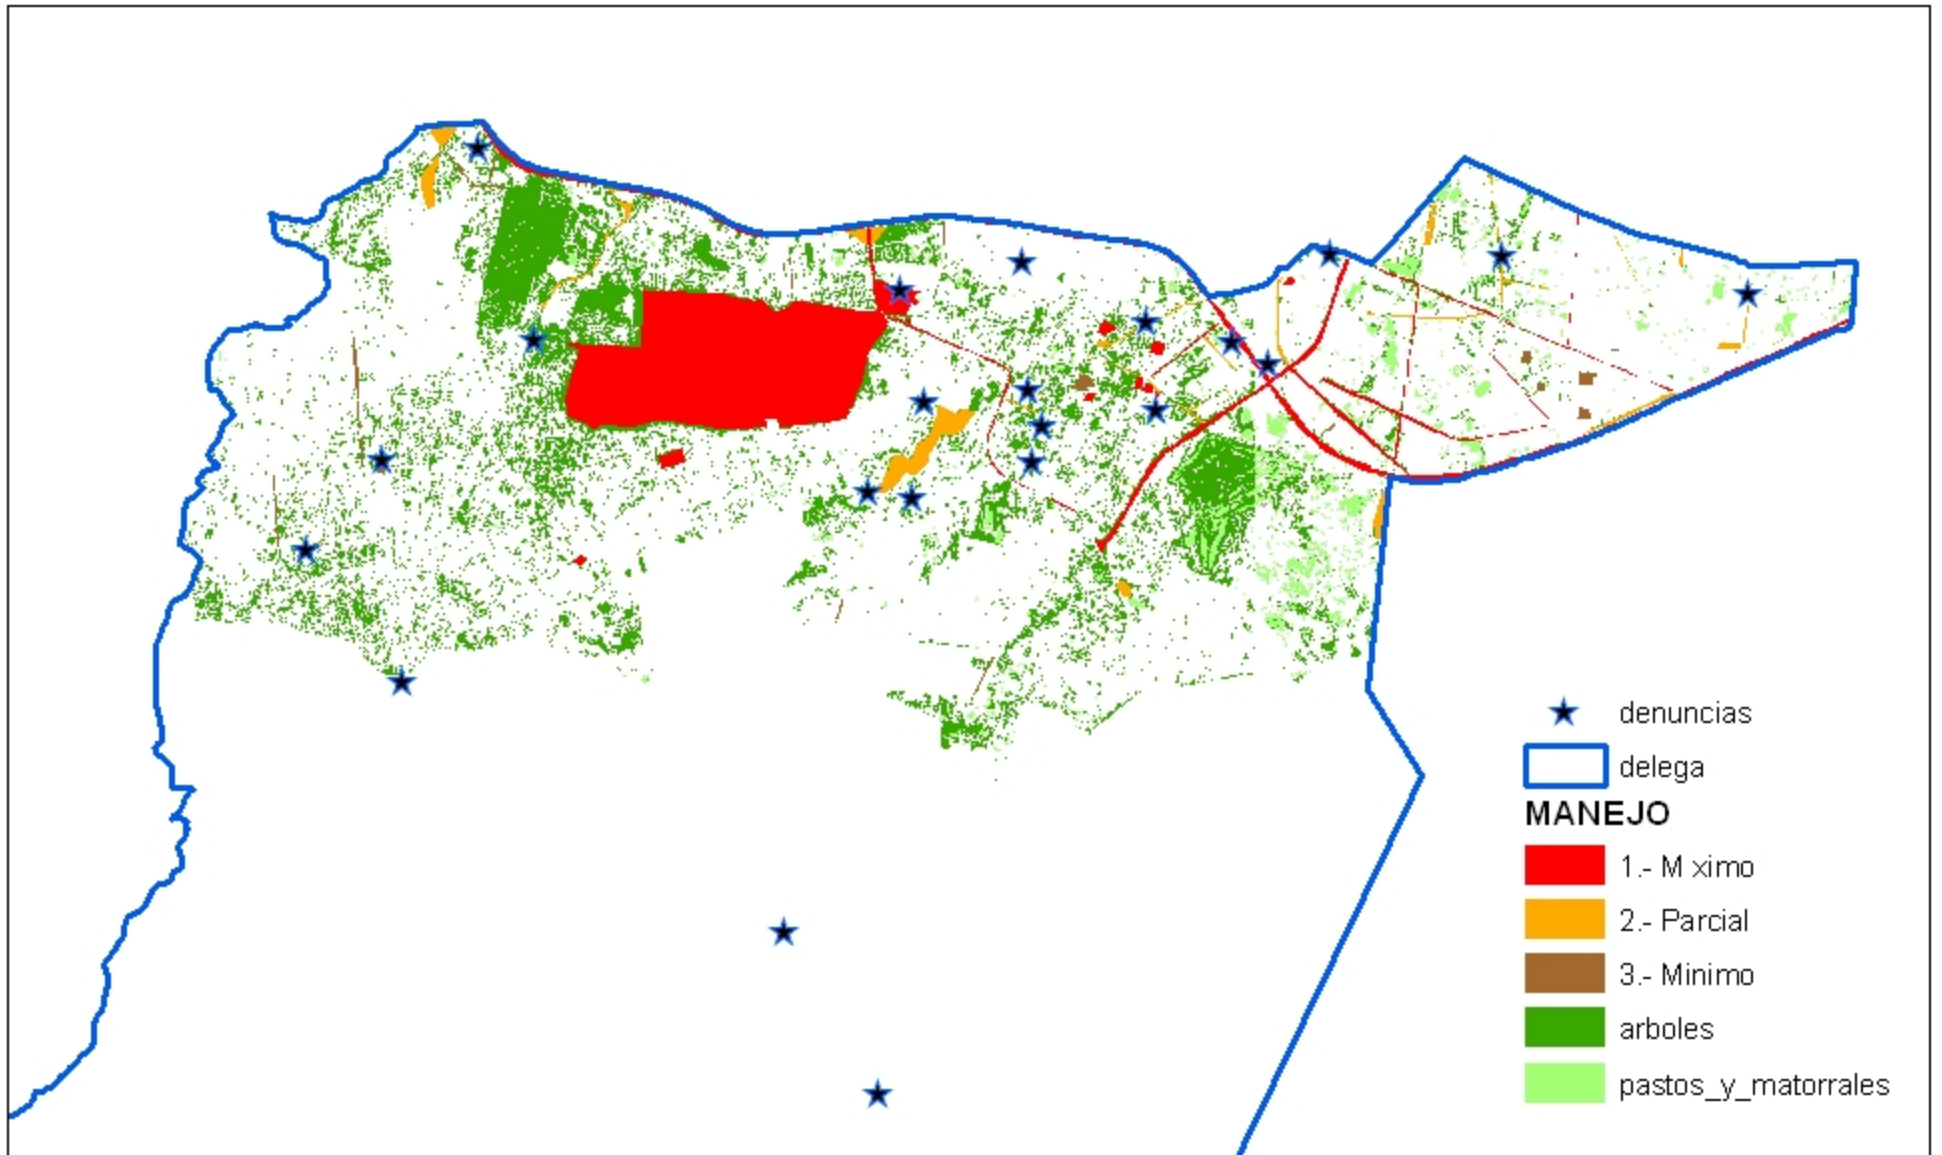 denuncias
delega
MANEJO
1.- M ximo
2.- Parcial
3.- Minimo
arboles
pastos_y_matorrales